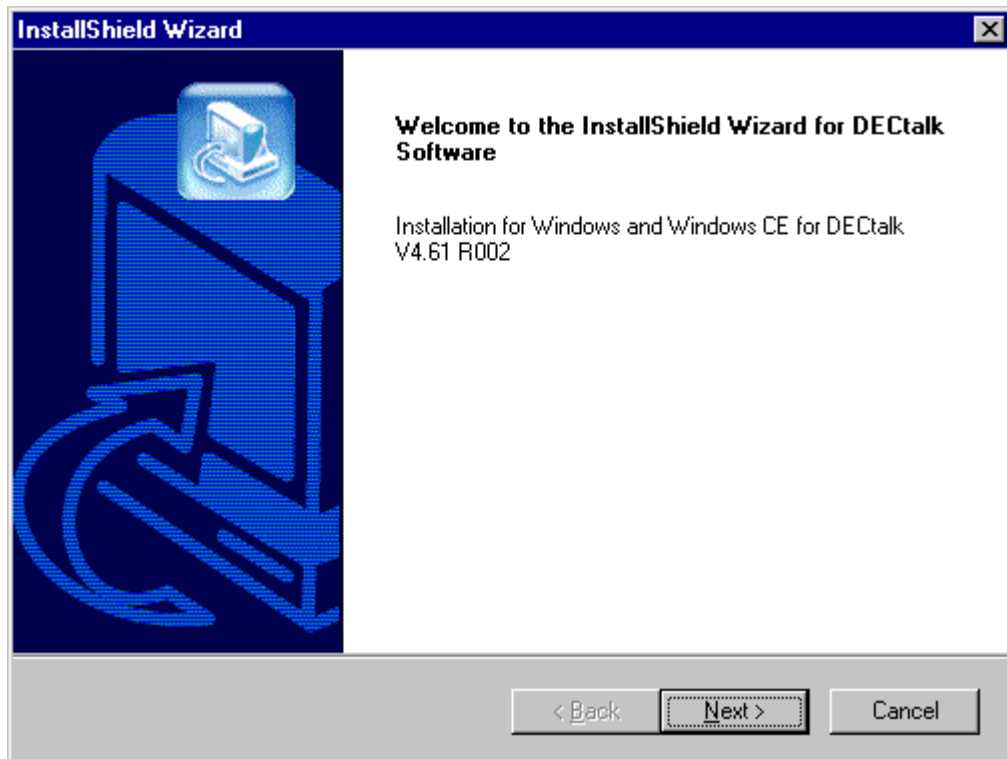 InstallShield Wizard
Welcome to the InstallShield Wizard for DECtalk
Software
Installation for Windows and Windows CE for DECtalk
V4.61 R002
< Back
Next >
Cancel